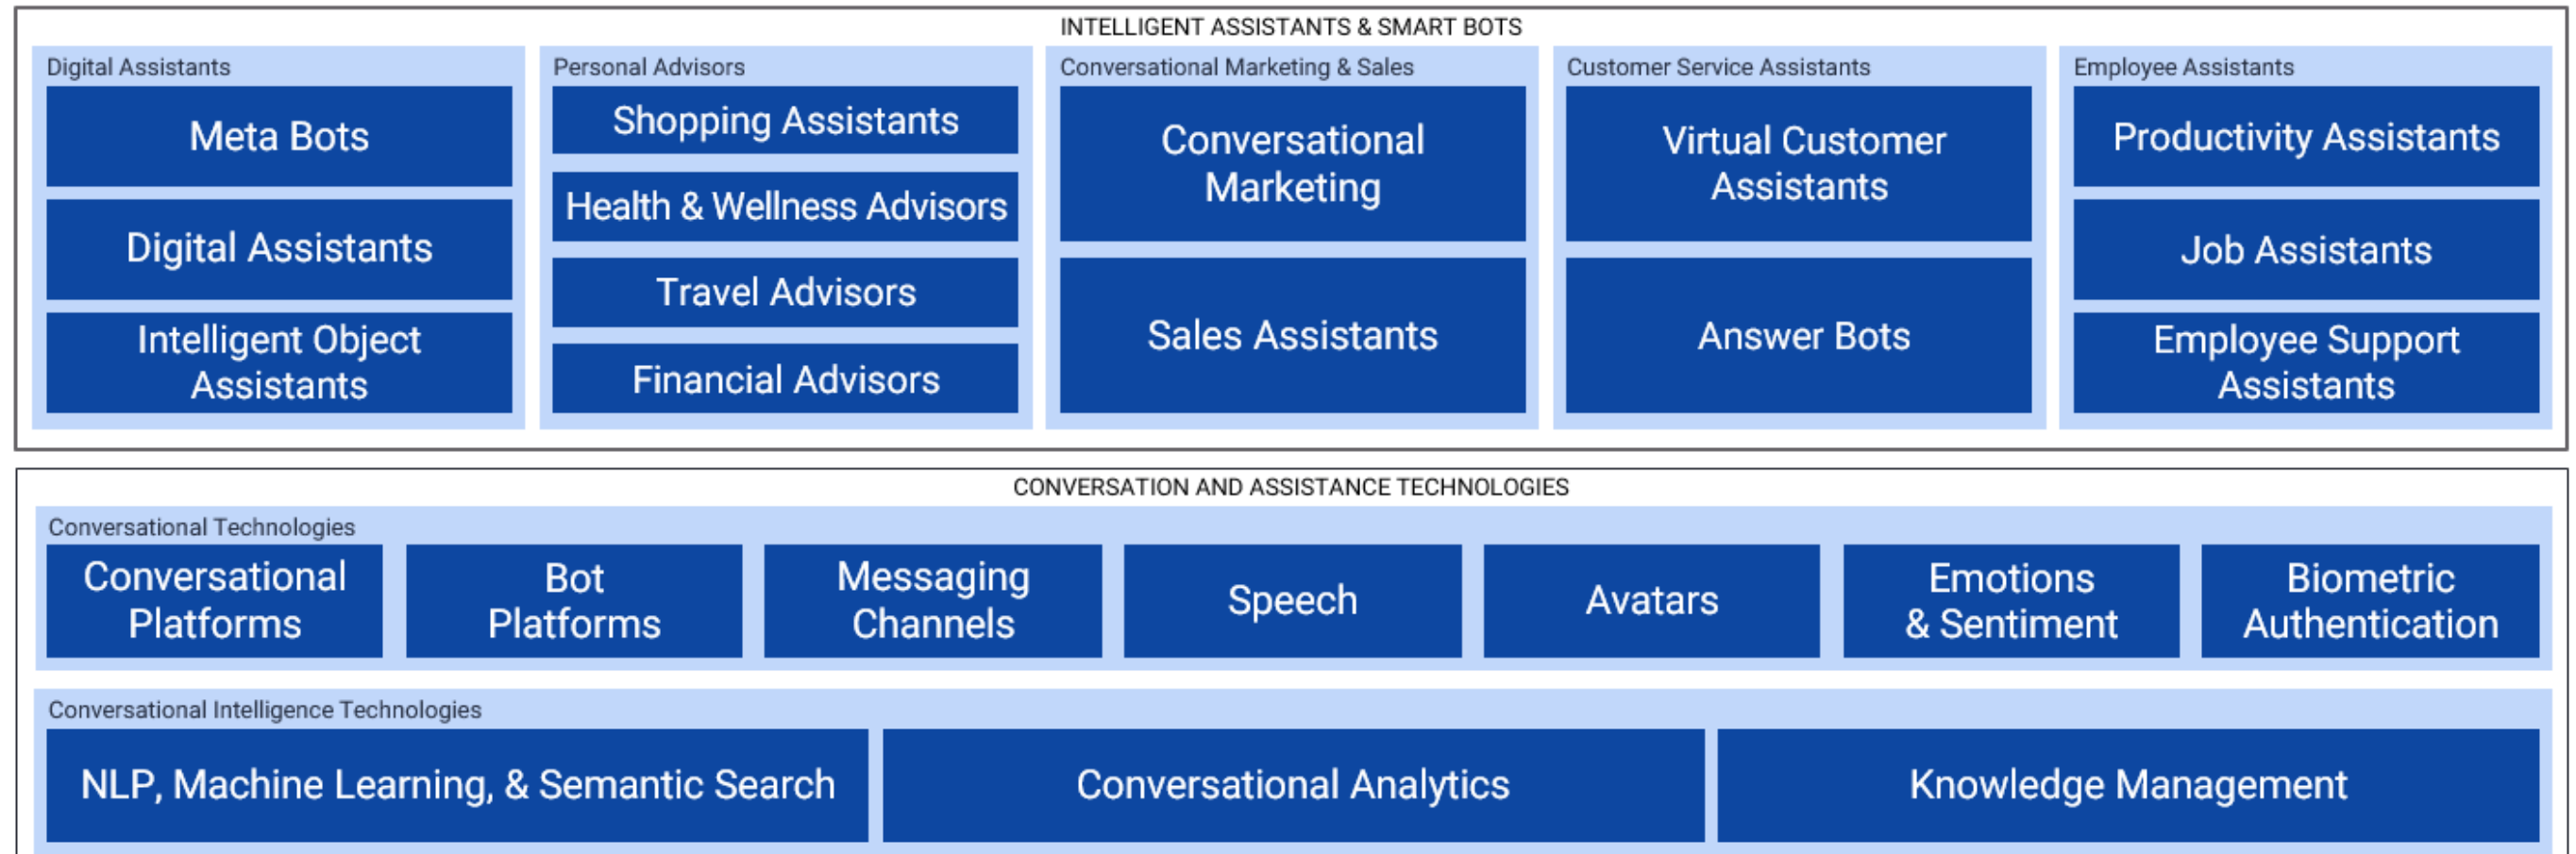 INTELLIGENT ASSISTANTS & SMART BOTS
Digital Assistants
Meta Bots
Digital Assistants
Intelligent Object
Assistants
Personal Advisors
Shopping Assistants
Health & Wellness Advisors
Travel Advisors
Financial Advisors
Conversational Marketing & Sales
Conversational
Marketing
Sales Assistants
Customer Service Assistants
Virtual Customer
Assistants
Answer Bots
Employee Assistants
Productivity Assistants
Job Assistants
Employee Support
Assistants
CONVERSATION AND ASSISTANCE TECHNOLOGIES
Conversational Technologies
Conversational
Platforms
Bot
Platforms
Messaging
Channels
Speech
Avatars
Emotions
& Sentiment
Biometric
Authentication
Conversational Intelligence Technologies
NLP, Machine Learning, & Semantic Search
Conversational Analytics
Knowledge Management